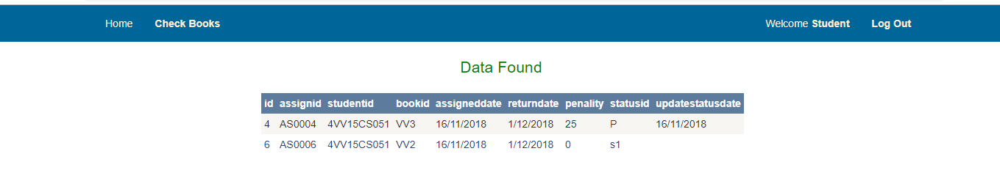 Home Check Books Welcome Student Log Out
Data Found
id assignid studentid bookid assigneddate returndate penality statusid updatestatusdate
4 AS0004 4VV15CS051 VV3 16/11/2018 1/12/2018 25 P 16/11/2018
6 AS0006 4VV15CS051 VV2 16/11/2018 1/12/2018 0 s1